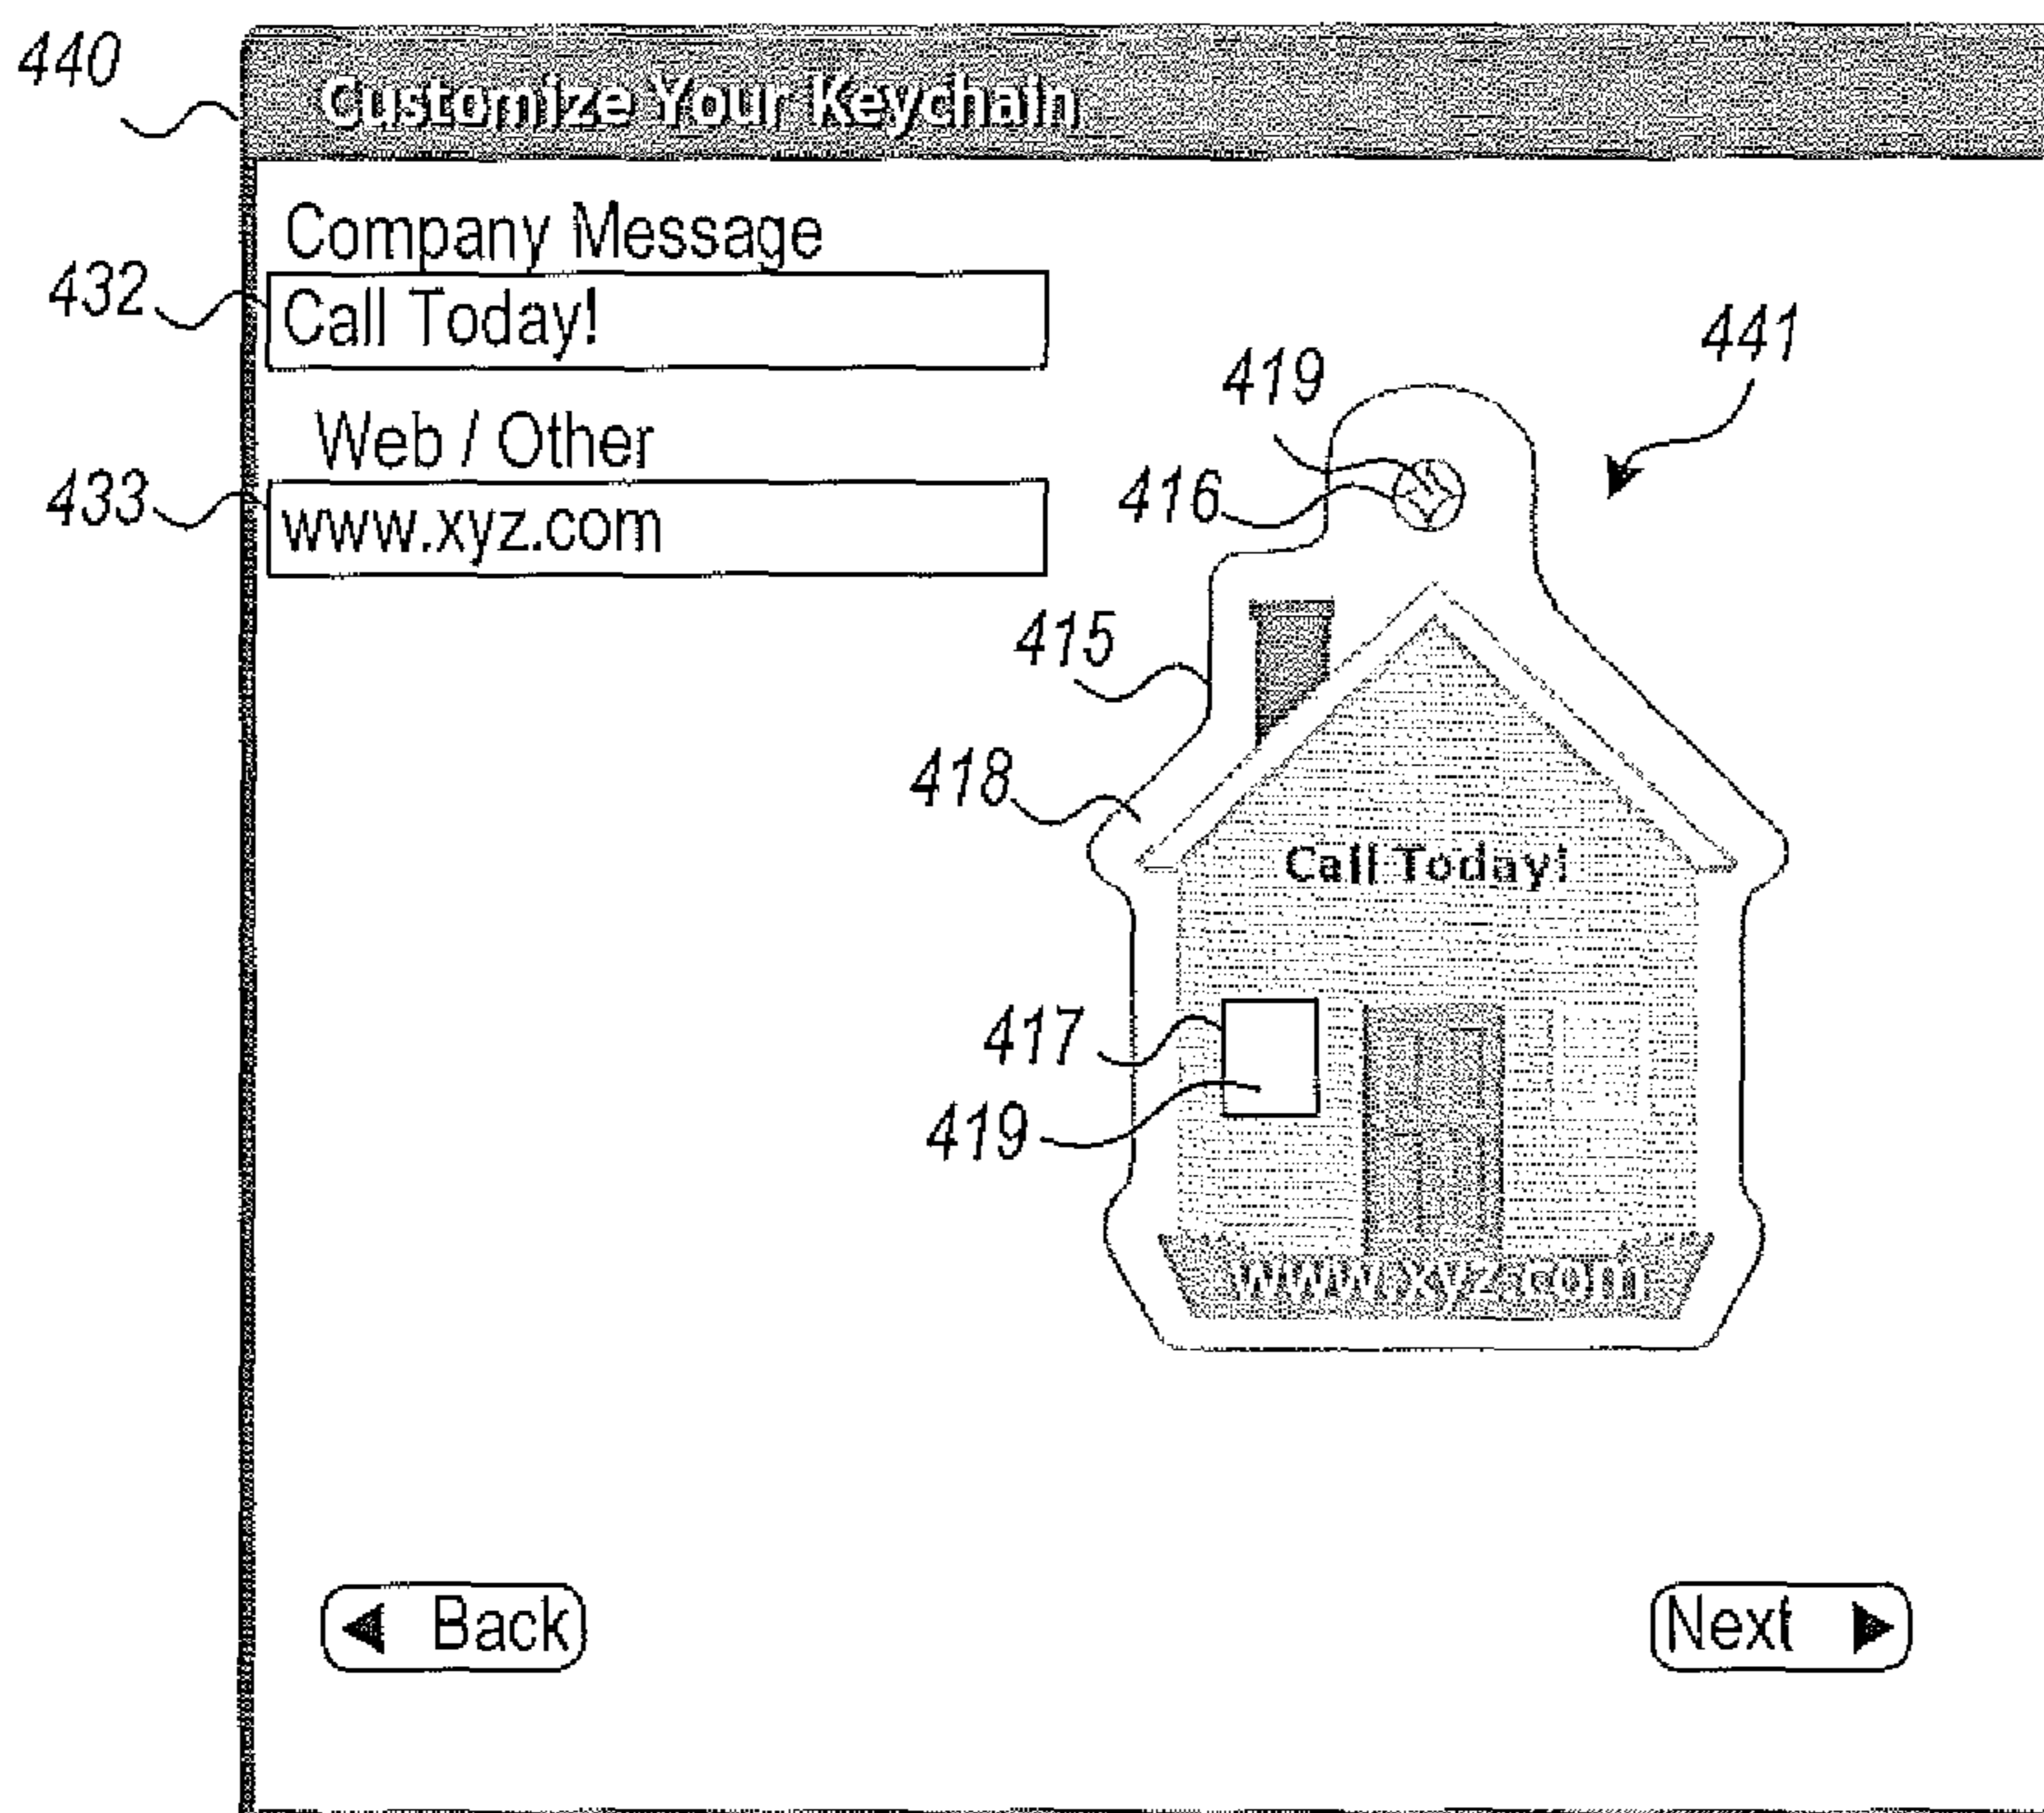 440
Customize Your Keychain
Company Message
432
Call Today!
441
419
Web / Other
416
433
www.xyz.com
415
418
Call Today!
417
419
www.xyz.com
Back
Next